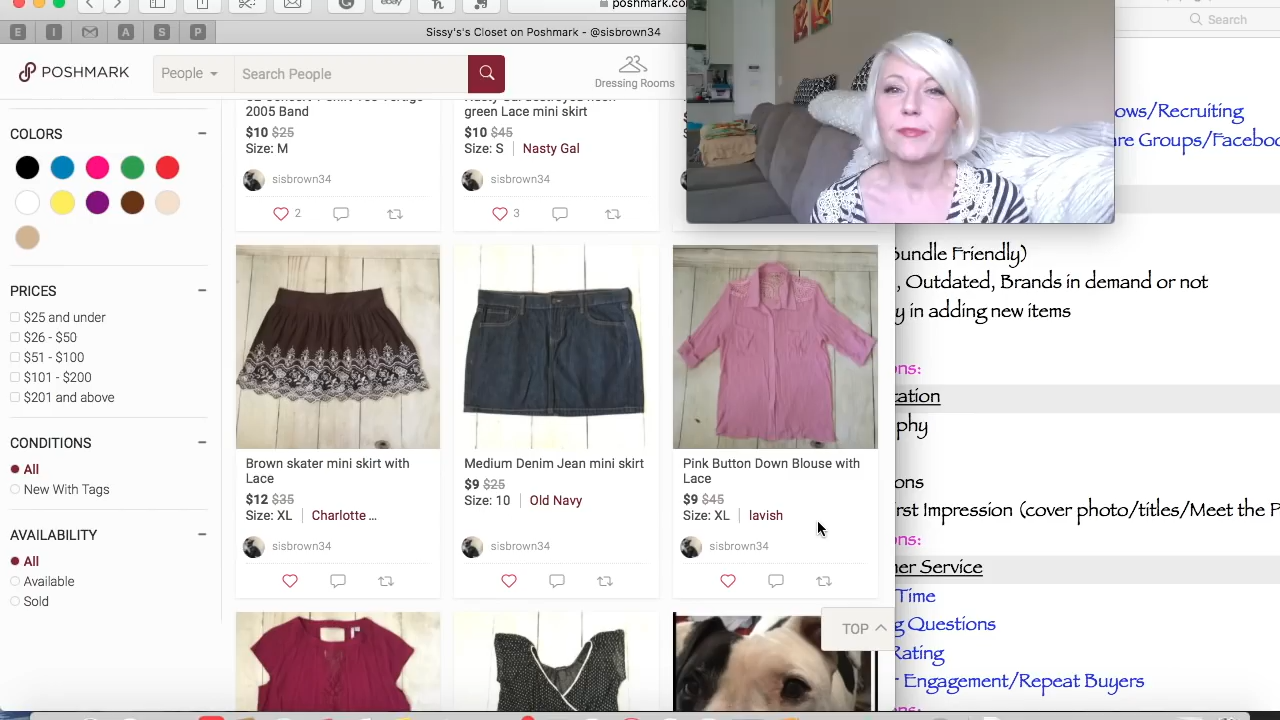 poshmark.co
Search
E I A S P
Sissy's's Closet on Poshmark - @sisbrown34
POSHMARK
People
Search People
Dressing Rooms
2005 Band
$10 $25
Size: M
sisbrown34
2
green Lace mini skirt
$10 $45
Size: S | Nasty Gal
sisbrown34
3
COLORS
PRICES
$25 and under
$26 - $50
$51 - $100
$101 - $200
$201 and above
CONDITIONS
All
New With Tags
AVAILABILITY
All
Available
Sold
Brown skater mini skirt with
Lace
$12 $35
Size: XL | Charlotte ...
sisbrown34
Medium Denim Jean mini skirt
$9 $25
Size: 10 | Old Navy
sisbrown34
Pink Button Down Blouse with
Lace
$9 $45
Size: XL | lavish
sisbrown34
TOP
ows/Recruiting
are Groups/Faceboo
Bundle Friendly)
, Outdated, Brands in demand or not
y in adding new items
ons:
tation
phy
ons
irst Impression (cover photo/titles/Meet the P
ons:
er Service
Time
g Questions
Rating
r Engagement/Repeat Buyers
ons: